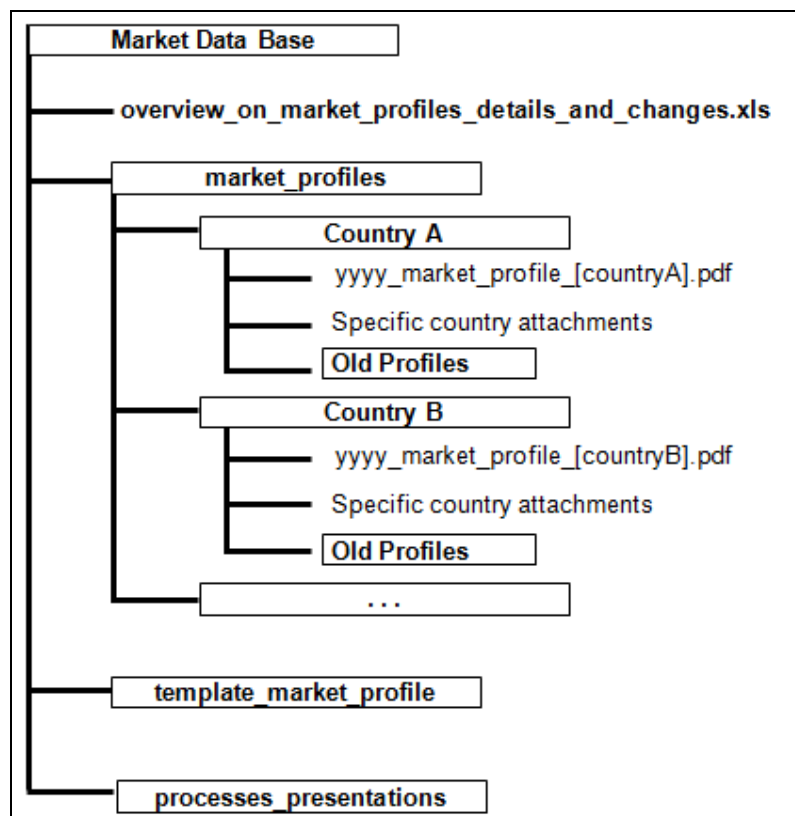 Market Data Base
overview_on_market_profiles_details_and_changes.xls
market_profiles
Country A
yyyy_market_profile_[countryA].pdf
Specific country attachments
Old Profiles
Country B
yyyy_market_profile_[countryB].pdf
Specific country attachments
Old Profiles
. . .
template_market_profile
processes_presentations